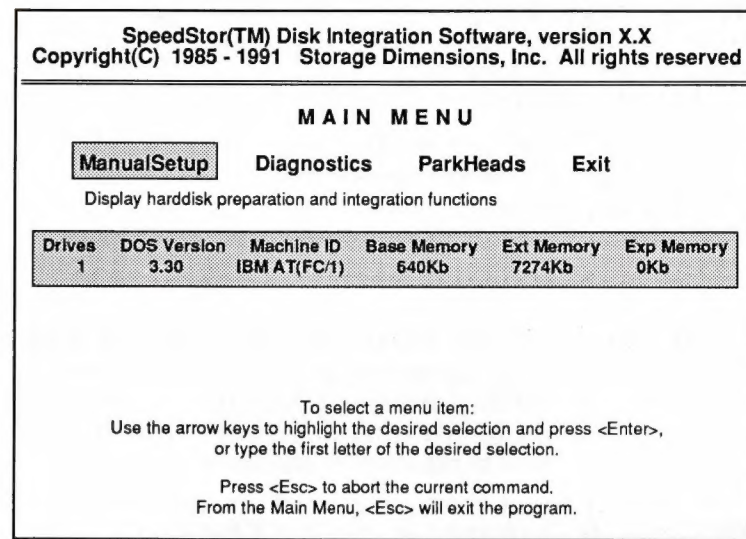 SpeedStor(TM) Disk Integration Software, version X.X
Copyright(C) 1985 - 1991 Storage Dimensions, Inc. All rights reserved
MAIN MENU
ManualSetup Diagnostics ParkHeads Exit
Display harddisk preparation and integration functions
Drives DOS Version Machine ID Base Memory Ext Memory Exp Memory
1 3.30 IBM AT(FC/1) 640Kb 7274Kb 0Kb
To select a menu item:
Use the arrow keys to highlight the desired selection and press <Enter>,
or type the first letter of the desired selection.
Press <Esc> to abort the current command.
From the Main Menu, <Esc> will exit the program.